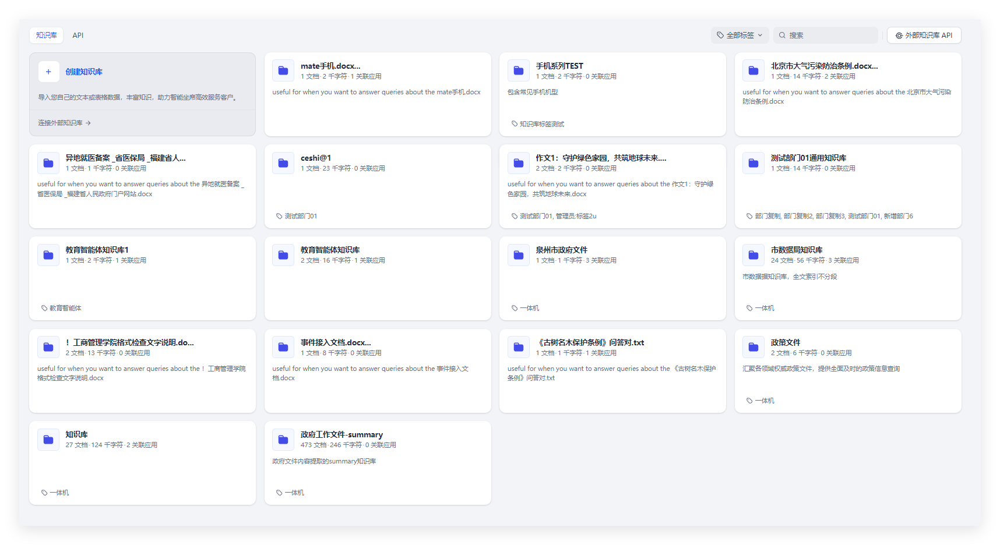 知识库
API
全部标签
搜索
外部知识库 API
创建知识库
导入您自己的文本或表格数据，丰富知识，助力智能坐席高效服务客户。
连接外部知识库 →
mate手机.docx...
1 文档·2 千字符·1 关联应用
useful for when you want to answer queries about the mate手机.docx
手机系列TEST
1 文档·2 千字符·0 关联应用
包含常见手机机型
知识库标签测试
北京市大气污染防治条例.docx...
1 文档·14 千字符·2 关联应用
useful for when you want to answer queries about the 北京市大气污染
防治条例.docx
异地就医备案 _省医保局 _福建省人...
1 文档·1 千字符·0 关联应用
useful for when you want to answer queries about the 异地就医备案 _
省医保局 _福建省人民政府门户网站.docx
ceshi@1
1 文档·23 千字符·0 关联应用
测试部门01
作文1：守护绿色家园，共筑地球未来....
2 文档·2 千字符·0 关联应用
useful for when you want to answer queries about the 作文1：守护绿
色家园，共筑地球未来.docx
测试部门01, 管理员:标签2u
测试部门01通用知识库
1 文档·14 千字符·0 关联应用
部门复制, 部门复制2, 部门复制3, 测试部门01, 新增部门6
教育智能体知识库1
1 文档·2 千字符·1 关联应用
教育智能体
教育智能体知识库
2 文档·16 千字符·1 关联应用
泉州市政府文件
1 文档·1 千字符·3 关联应用
一体机
市数据局知识库
24 文档·56 千字符·3 关联应用
市数据据知识库，全文索引不分段
一体机
！工商管理学院格式检查文字说明.do...
2 文档·13 千字符·0 关联应用
useful for when you want to answer queries about the ！工商管理学院
格式检查文字说明.docx
事件接入文档.docx...
1 文档·8 千字符·0 关联应用
useful for when you want to answer queries about the 事件接入文
档.docx
《古树名木保护条例》问答对.txt
1 文档·1 千字符·1 关联应用
useful for when you want to answer queries about the 《古树名木保护
条例》问答对.txt
政策文件
2 文档·6 千字符·0 关联应用
汇聚各领域权威政策文件，提供全面及时的政策信息查询
一体机
知识库
27 文档·124 千字符·2 关联应用
一体机
政府工作文件-summary
473 文档·246 千字符·0 关联应用
政府文件内容提取的summary知识库
一体机